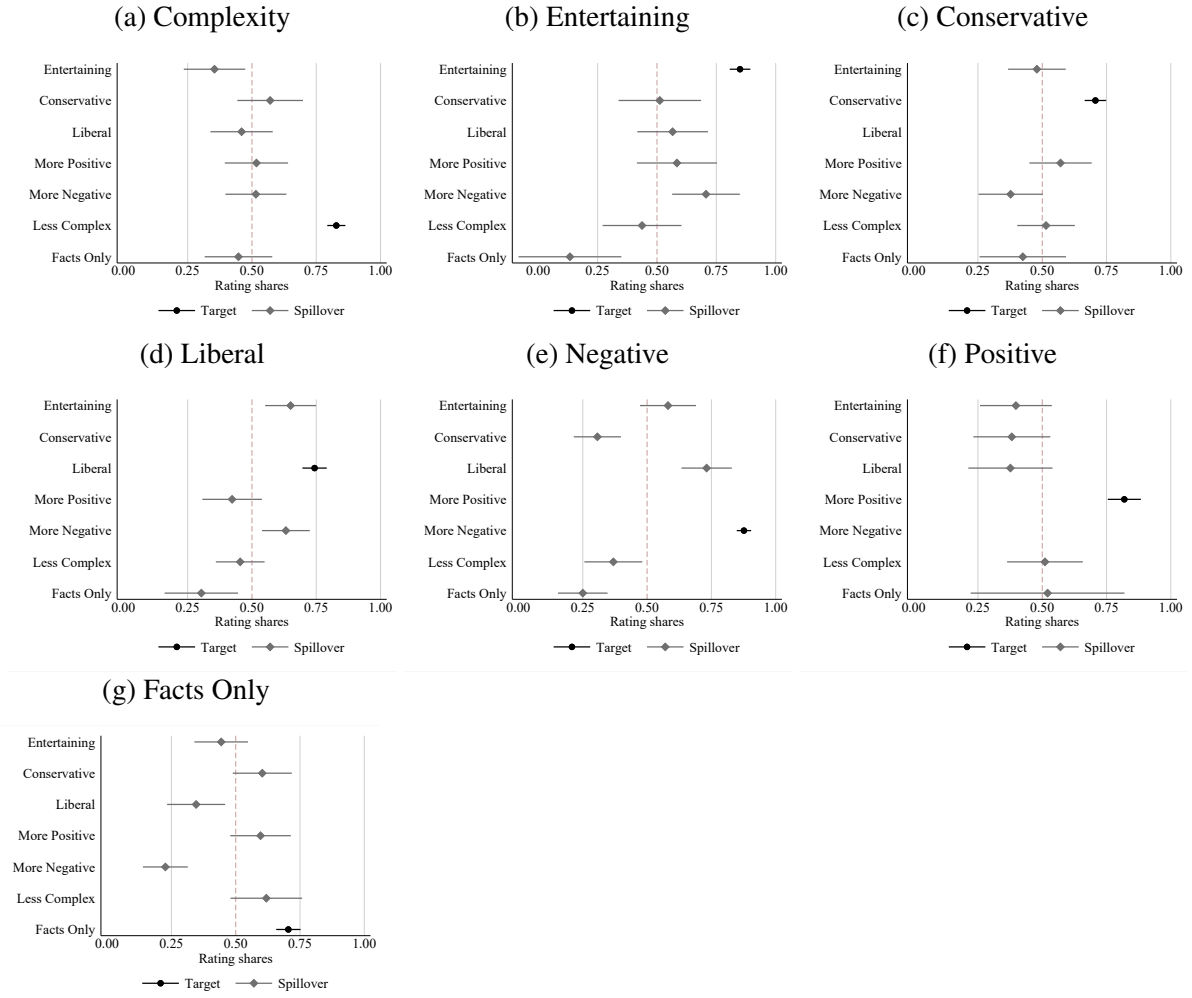 (a) Complexity
Entertaining
Conservative
Liberal
More Positive
More Negative
Less Complex
Facts Only
0.00 0.25 0.50 0.75 1.00
Rating shares
Target Spillover
(b) Entertaining
Entertaining
Conservative
Liberal
More Positive
More Negative
Less Complex
Facts Only
0.00 0.25 0.50 0.75 1.00
Rating shares
Target Spillover
(c) Conservative
Entertaining
Conservative
Liberal
More Positive
More Negative
Less Complex
Facts Only
0.00 0.25 0.50 0.75 1.00
Rating shares
Target Spillover
(d) Liberal
Entertaining
Conservative
Liberal
More Positive
More Negative
Less Complex
Facts Only
0.00 0.25 0.50 0.75 1.00
Rating shares
Target Spillover
(e) Negative
Entertaining
Conservative
Liberal
More Positive
More Negative
Less Complex
Facts Only
0.00 0.25 0.50 0.75 1.00
Rating shares
Target Spillover
(f) Positive
Entertaining
Conservative
Liberal
More Positive
More Negative
Less Complex
Facts Only
0.00 0.25 0.50 0.75 1.00
Rating shares
Target Spillover
(g) Facts Only
Entertaining
Conservative
Liberal
More Positive
More Negative
Less Complex
Facts Only
0.00 0.25 0.50 0.75 1.00
Rating shares
Target Spillover